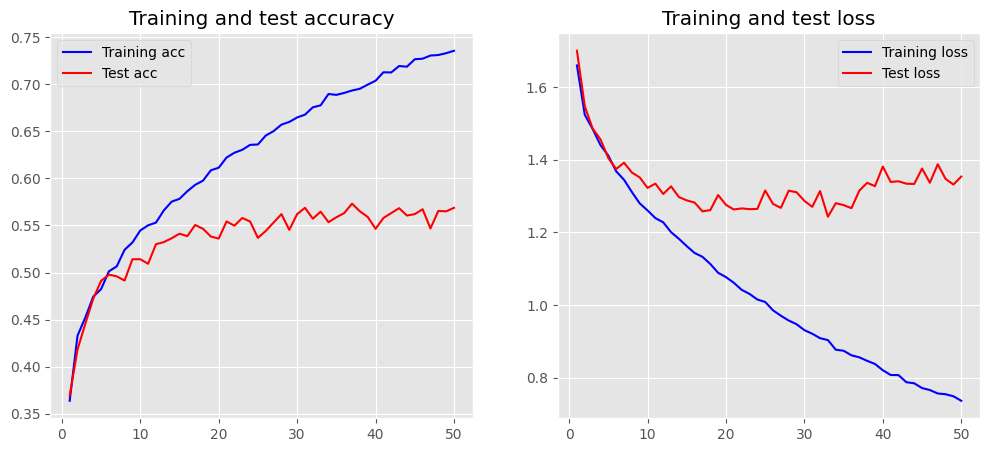 Training and test accuracy
0.75
0.70
0.65
0.60
0.55
0.50
0.45
0.40
0.35
0 10 20 30 40 50
Training acc
Test acc
Training and test loss
1.6
1.4
1.2
1.0
0.8
0 10 20 30 40 50
Training loss
Test loss